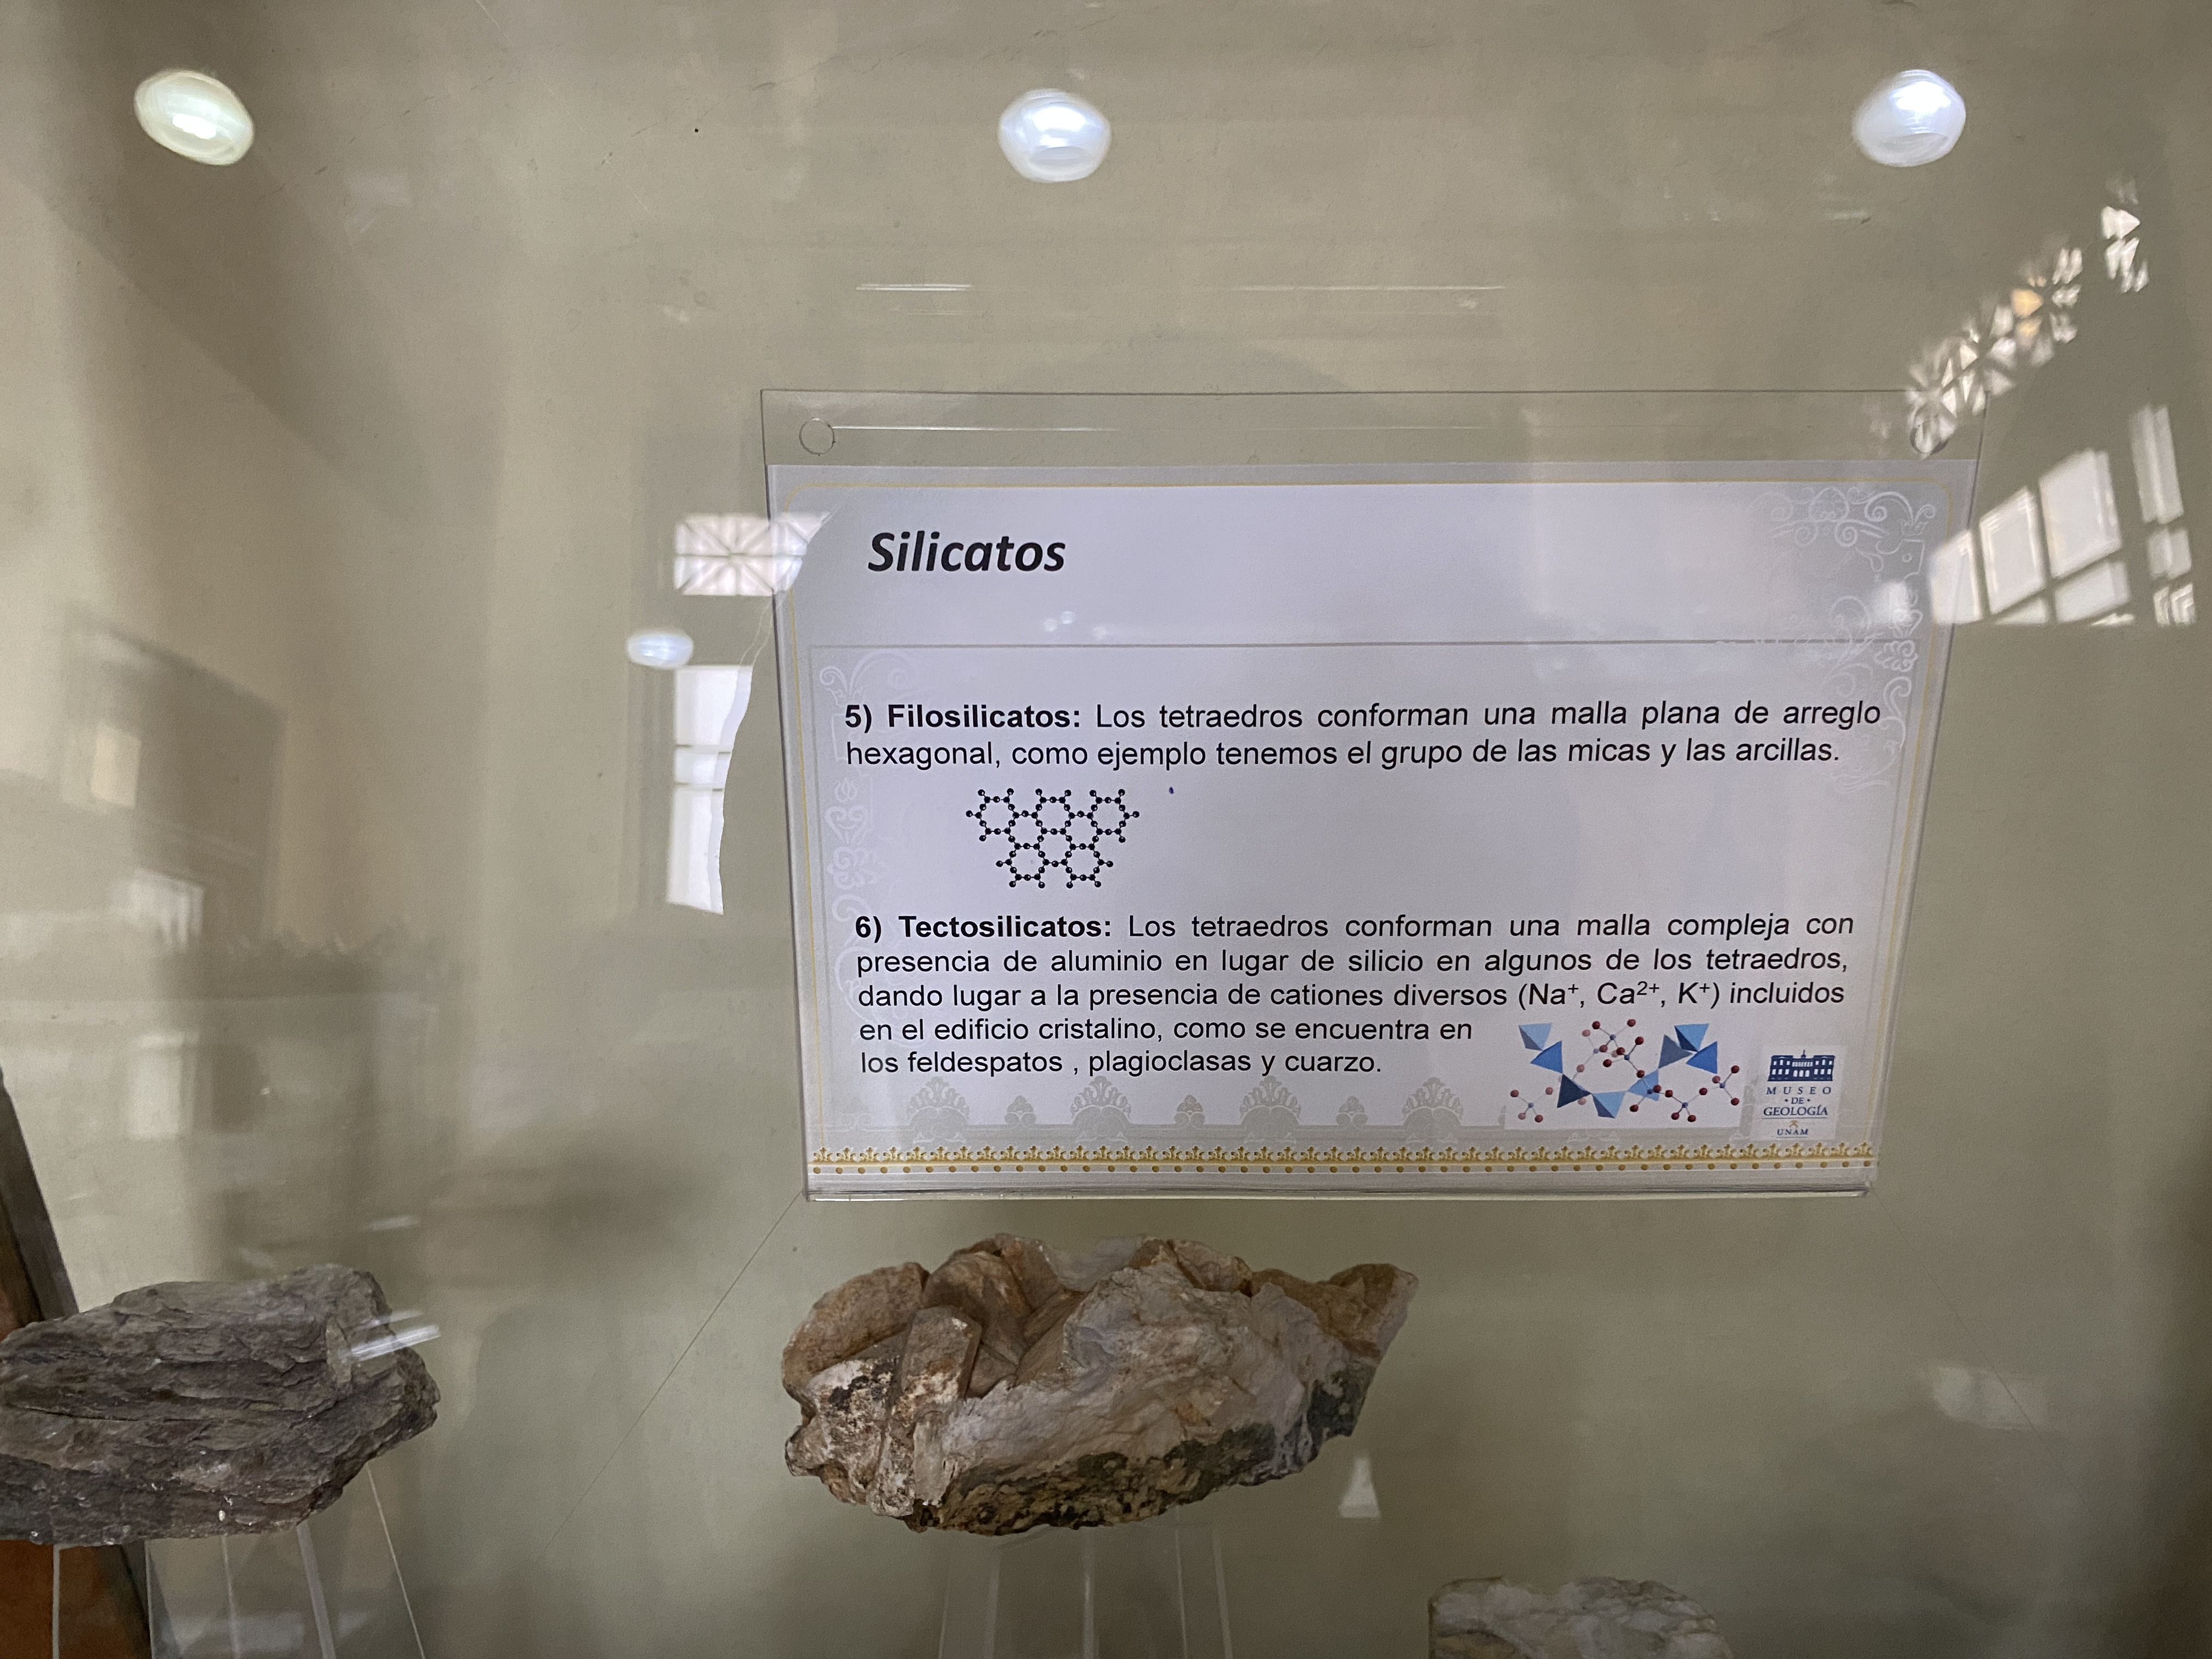 Silicatos
5) Filosilicatos: Los tetraedros conforman una malla plana de arreglo
hexagonal, como ejemplo tenemos el grupo de las micas y las arcillas.
6) Tectosilicatos: Los tetraedros conforman una malla compleja con
presencia de aluminio en lugar de silicio en algunos de los tetraedros,
dando lugar a la presencia de cationes diversos (Na⁺, Ca²⁺, K⁺) incluidos
en el edificio cristalino, como se encuentra en
los feldespatos , plagioclasas y cuarzo.
MUSEO
• DE •
GEOLOGÍA
UNAM